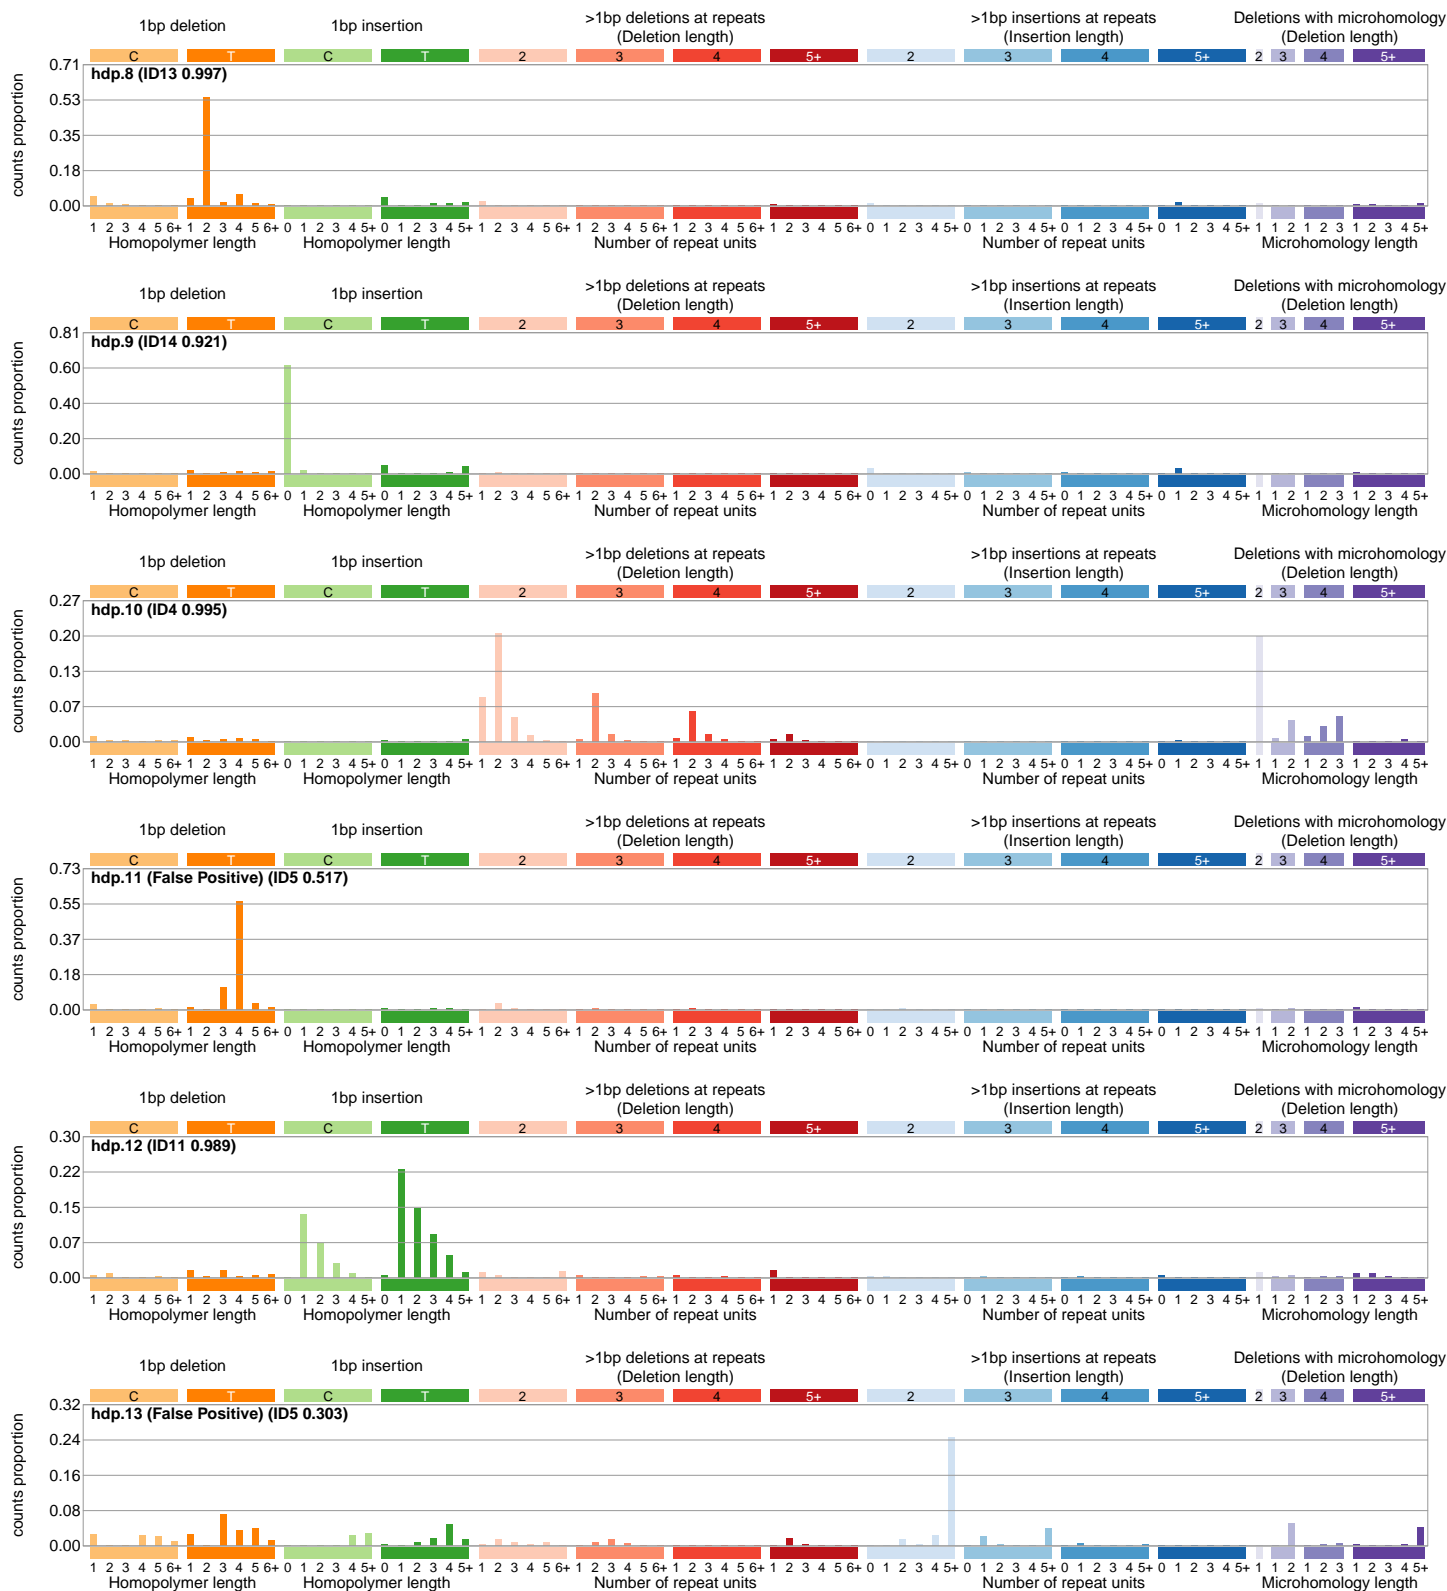 1bp deletion 1bp insertion >1bp deletions at repeats >1bp insertions at repeats Deletions with microhomology
(Deletion length) (Insertion length) (Deletion length)
C T C T 2 3 4 5+ 2 3 4 5+ 2 3 4 5+
hdp.8 (ID13 0.997)
counts proportion
0.71
0.53
0.35
0.18
0.00
1 2 3 4 5 6+ 1 2 3 4 5 6+ 0 1 2 3 4 5+ 0 1 2 3 4 5+ 1 2 3 4 5 6+ 1 2 3 4 5 6+ 1 2 3 4 5 6+ 1 2 3 4 5 6+ 0 1 2 3 4 5+ 0 1 2 3 4 5+ 0 1 2 3 4 5+ 0 1 2 3 4 5+ 1 1 2 1 2 3 1 2 3 4 5+
Homopolymer length Homopolymer length Number of repeat units Number of repeat units Microhomology length
1bp deletion 1bp insertion >1bp deletions at repeats >1bp insertions at repeats Deletions with microhomology
(Deletion length) (Insertion length) (Deletion length)
C T C T 2 3 4 5+ 2 3 4 5+ 2 3 4 5+
hdp.9 (ID14 0.921)
counts proportion
0.81
0.60
0.40
0.20
0.00
1 2 3 4 5 6+ 1 2 3 4 5 6+ 0 1 2 3 4 5+ 0 1 2 3 4 5+ 1 2 3 4 5 6+ 1 2 3 4 5 6+ 1 2 3 4 5 6+ 1 2 3 4 5 6+ 0 1 2 3 4 5+ 0 1 2 3 4 5+ 0 1 2 3 4 5+ 0 1 2 3 4 5+ 1 1 2 1 2 3 1 2 3 4 5+
Homopolymer length Homopolymer length Number of repeat units Number of repeat units Microhomology length
1bp deletion 1bp insertion >1bp deletions at repeats >1bp insertions at repeats Deletions with microhomology
(Deletion length) (Insertion length) (Deletion length)
C T C T 2 3 4 5+ 2 3 4 5+ 2 3 4 5+
hdp.10 (ID4 0.995)
counts proportion
0.27
0.20
0.13
0.07
0.00
1 2 3 4 5 6+ 1 2 3 4 5 6+ 0 1 2 3 4 5+ 0 1 2 3 4 5+ 1 2 3 4 5 6+ 1 2 3 4 5 6+ 1 2 3 4 5 6+ 1 2 3 4 5 6+ 0 1 2 3 4 5+ 0 1 2 3 4 5+ 0 1 2 3 4 5+ 0 1 2 3 4 5+ 1 1 2 1 2 3 1 2 3 4 5+
Homopolymer length Homopolymer length Number of repeat units Number of repeat units Microhomology length
1bp deletion 1bp insertion >1bp deletions at repeats >1bp insertions at repeats Deletions with microhomology
(Deletion length) (Insertion length) (Deletion length)
C T C T 2 3 4 5+ 2 3 4 5+ 2 3 4 5+
hdp.11 (False Positive) (ID5 0.517)
counts proportion
0.73
0.55
0.37
0.18
0.00
1 2 3 4 5 6+ 1 2 3 4 5 6+ 0 1 2 3 4 5+ 0 1 2 3 4 5+ 1 2 3 4 5 6+ 1 2 3 4 5 6+ 1 2 3 4 5 6+ 1 2 3 4 5 6+ 0 1 2 3 4 5+ 0 1 2 3 4 5+ 0 1 2 3 4 5+ 0 1 2 3 4 5+ 1 1 2 1 2 3 1 2 3 4 5+
Homopolymer length Homopolymer length Number of repeat units Number of repeat units Microhomology length
1bp deletion 1bp insertion >1bp deletions at repeats >1bp insertions at repeats Deletions with microhomology
(Deletion length) (Insertion length) (Deletion length)
C T C T 2 3 4 5+ 2 3 4 5+ 2 3 4 5+
hdp.12 (ID11 0.989)
counts proportion
0.30
0.22
0.15
0.07
0.00
1 2 3 4 5 6+ 1 2 3 4 5 6+ 0 1 2 3 4 5+ 0 1 2 3 4 5+ 1 2 3 4 5 6+ 1 2 3 4 5 6+ 1 2 3 4 5 6+ 1 2 3 4 5 6+ 0 1 2 3 4 5+ 0 1 2 3 4 5+ 0 1 2 3 4 5+ 0 1 2 3 4 5+ 1 1 2 1 2 3 1 2 3 4 5+
Homopolymer length Homopolymer length Number of repeat units Number of repeat units Microhomology length
1bp deletion 1bp insertion >1bp deletions at repeats >1bp insertions at repeats Deletions with microhomology
(Deletion length) (Insertion length) (Deletion length)
C T C T 2 3 4 5+ 2 3 4 5+ 2 3 4 5+
hdp.13 (False Positive) (ID5 0.303)
counts proportion
0.32
0.24
0.16
0.08
0.00
1 2 3 4 5 6+ 1 2 3 4 5 6+ 0 1 2 3 4 5+ 0 1 2 3 4 5+ 1 2 3 4 5 6+ 1 2 3 4 5 6+ 1 2 3 4 5 6+ 1 2 3 4 5 6+ 0 1 2 3 4 5+ 0 1 2 3 4 5+ 0 1 2 3 4 5+ 0 1 2 3 4 5+ 1 1 2 1 2 3 1 2 3 4 5+
Homopolymer length Homopolymer length Number of repeat units Number of repeat units Microhomology length